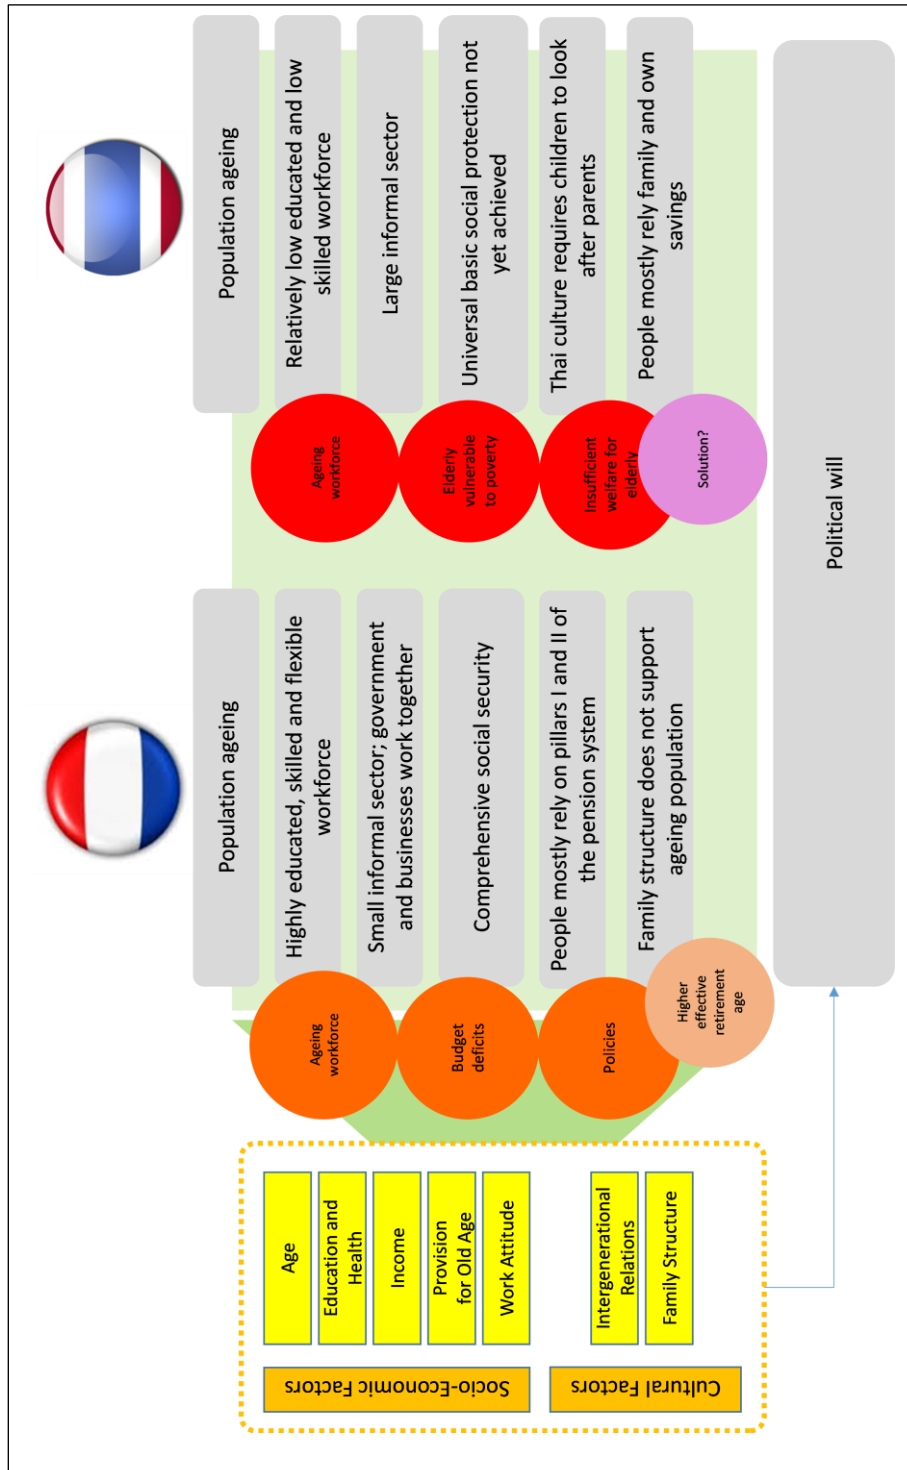 Socio-Economic Factors
Age
Education and
Health
Income
Provision
for Old Age
Work Attitude
Cultural Factors
Intergenerational
Relations
Family Structure
Ageing
workforce
Budget
deficits
Policies
Higher
effective
retirement
age
Population ageing
Highly educated, skilled and flexible
workforce
Small informal sector; government
and businesses work together
Comprehensive social security
People mostly rely on pillars I and II of
the pension system
Family structure does not support
ageing population
Ageing
workforce
Elderly
vulnerable
to poverty
Insufficient
welfare for
elderly
Solution?
Population ageing
Relatively low educated and low
skilled workforce
Large informal sector
Universal basic social protection not
yet achieved
Thai culture requires children to look
after parents
People mostly rely family and own
savings
Political will